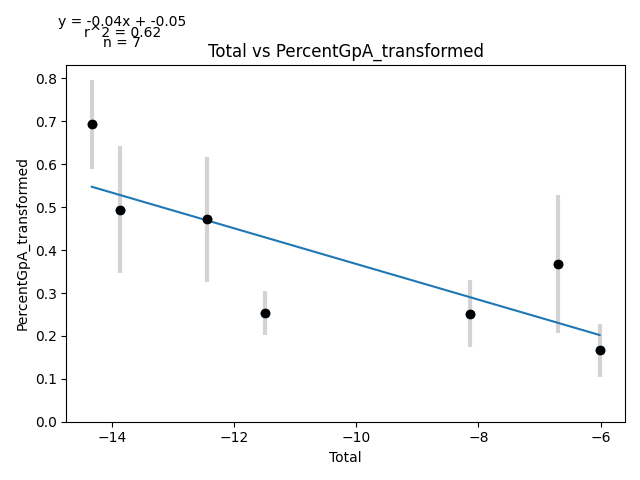 y = -0.04x + -0.05
r^2 = 0.62
n = 7
Total vs PercentGpA_transformed
PercentGpA_transformed
0.8
0.7
0.6
0.5
0.4
0.3
0.2
0.1
0.0
−14
−12
−10
−8
−6
Total